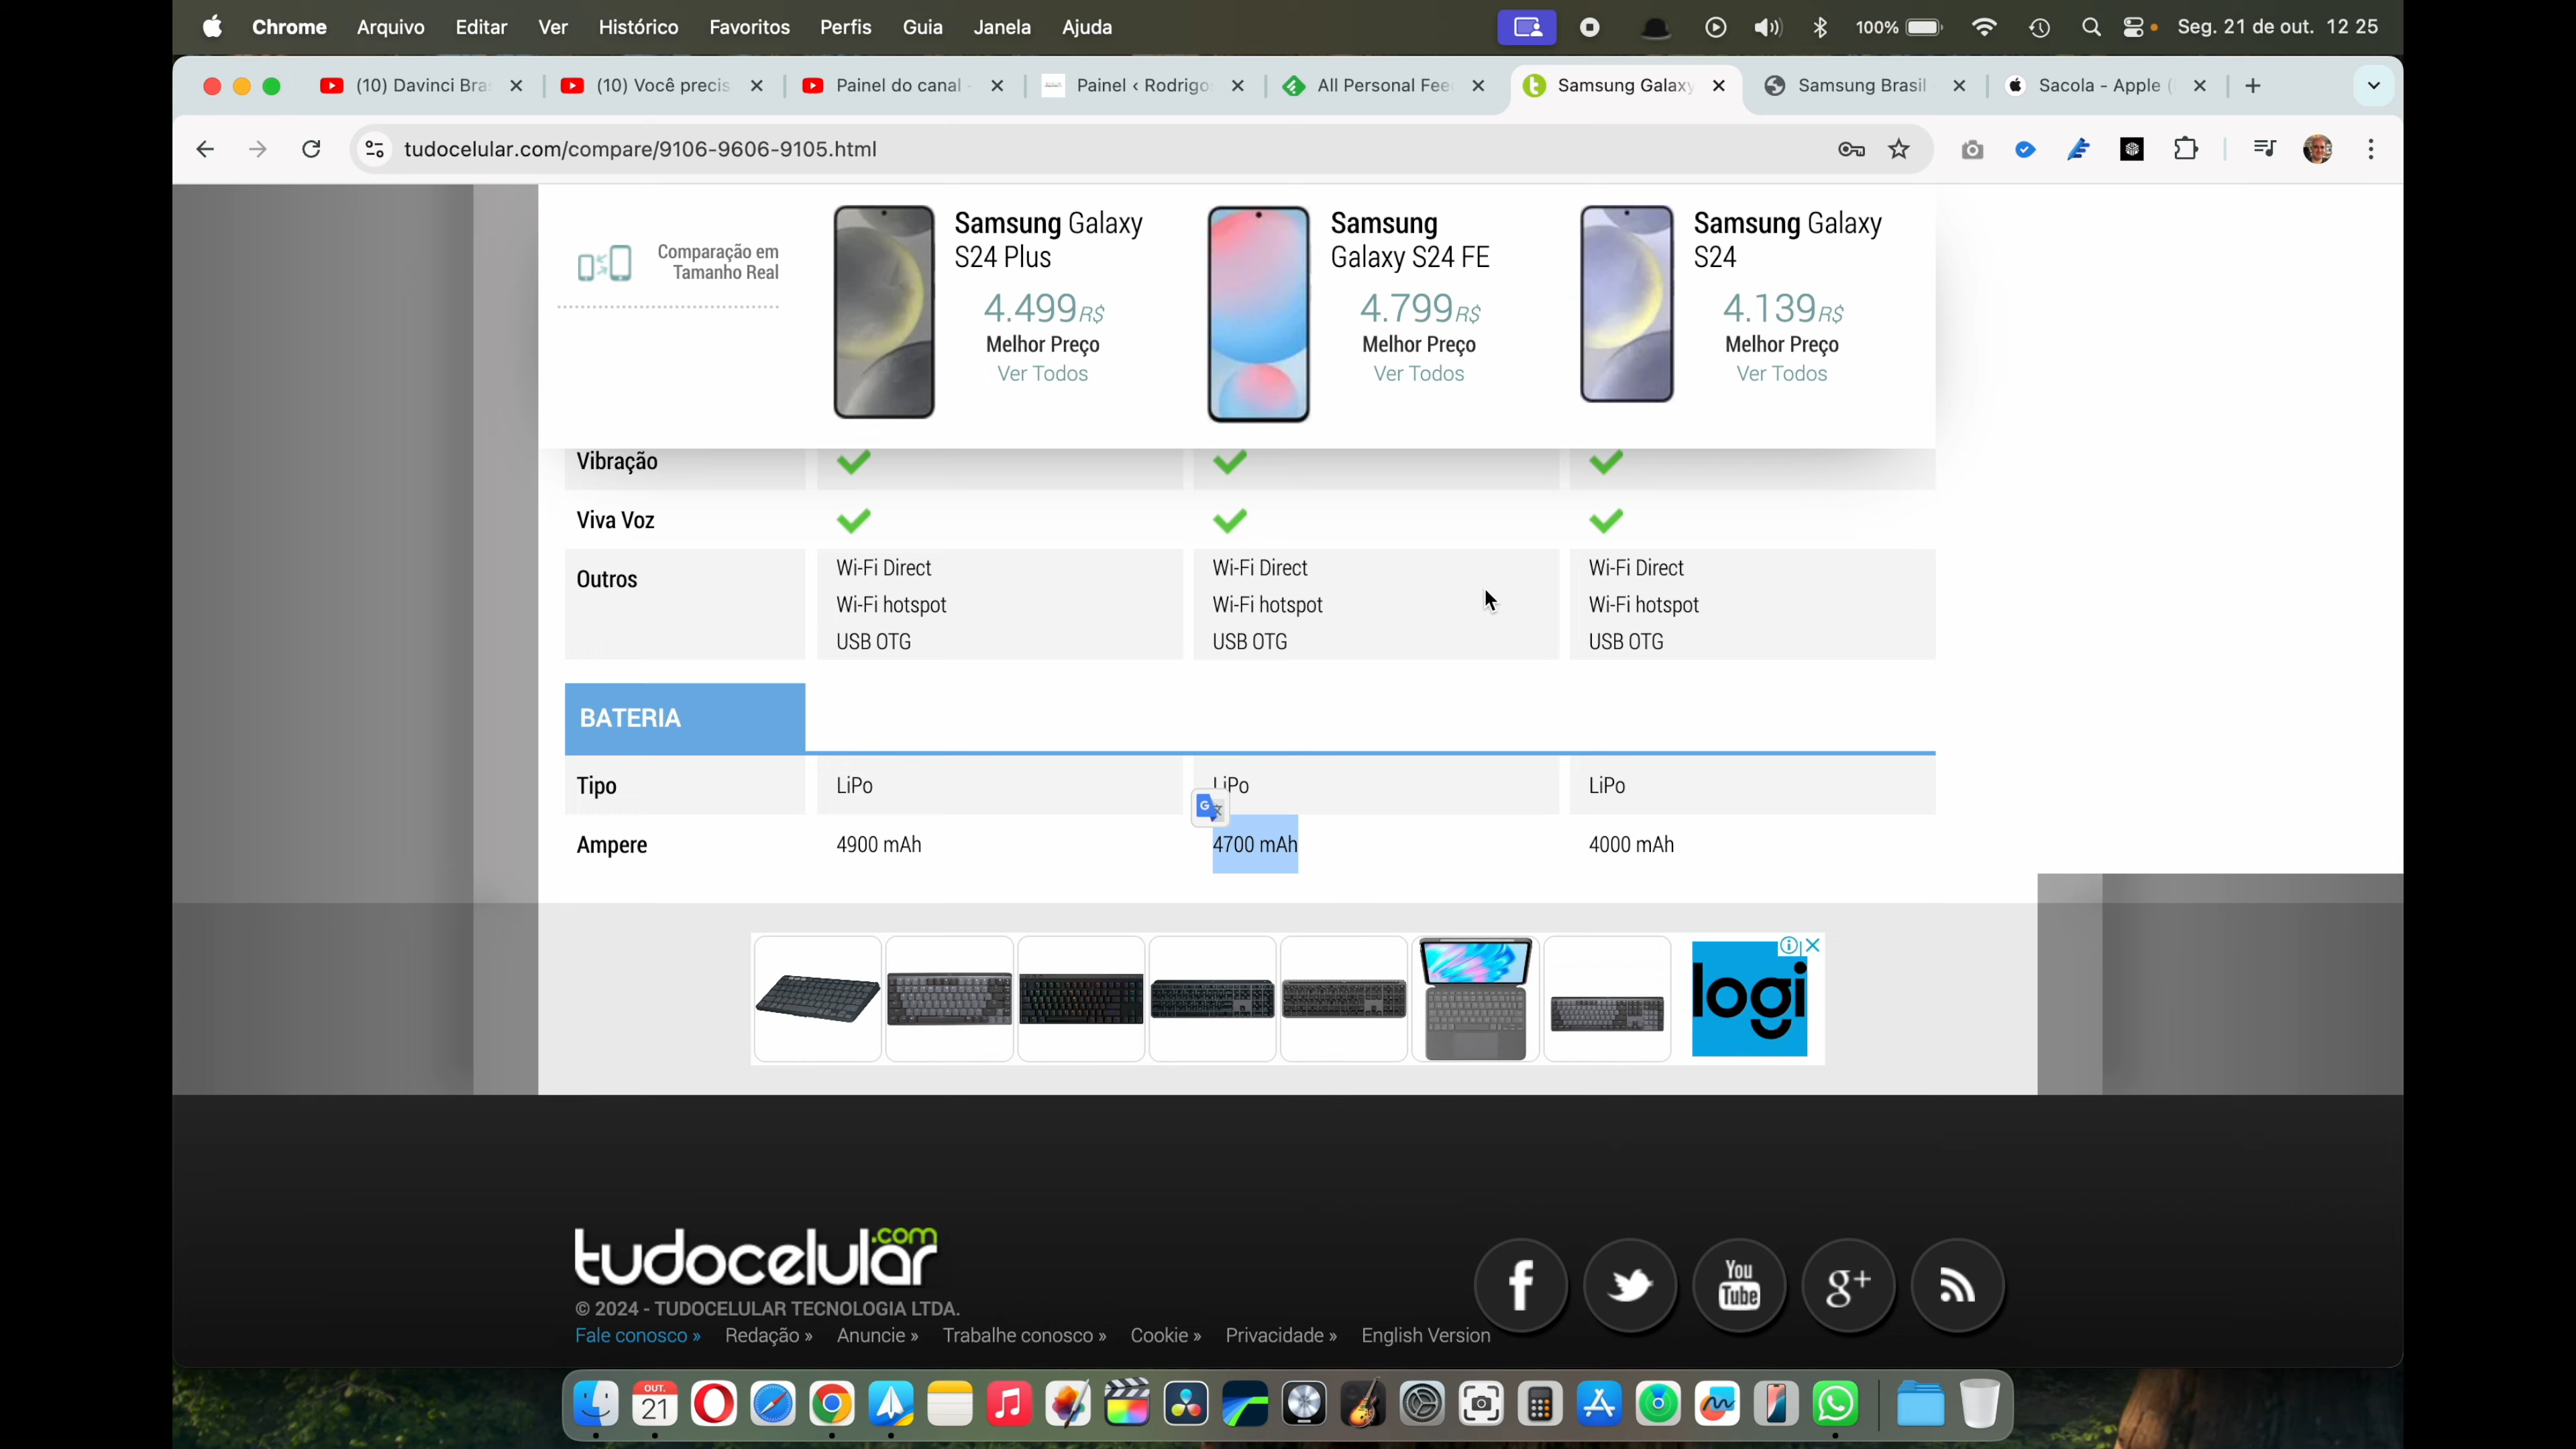 Chrome Arquivo Editar Ver Histórico Favoritos Perfis Guia Janela Ajuda 100% Seg. 21 de out. 12 25
(10) Davinci Bra (10) Você precis Painel do canal - Painel ‹ Rodrigo All Personal Fee Samsung Galaxy Samsung Brasil Sacola - Apple (
tudocelular.com/compare/9106-9606-9105.html
Comparação em
Tamanho Real
Samsung Galaxy
S24 Plus
4.499R$
Melhor Preço
Ver Todos
Samsung
Galaxy S24 FE
4.799R$
Melhor Preço
Ver Todos
Samsung Galaxy
S24
4.139R$
Melhor Preço
Ver Todos
Vibração
Viva Voz
Outros
Wi-Fi Direct Wi-Fi Direct Wi-Fi Direct
Wi-Fi hotspot Wi-Fi hotspot Wi-Fi hotspot
USB OTG USB OTG USB OTG
BATERIA
Tipo LiPo LiPo LiPo
Ampere 4900 mAh 4700 mAh 4000 mAh
logi
tudocelular.com
© 2024 - TUDOCELULAR TECNOLOGIA LTDA.
Fale conosco » Redação » Anuncie » Trabalhe conosco » Cookie » Privacidade » English Version
f You Tube g+
OUT.
21